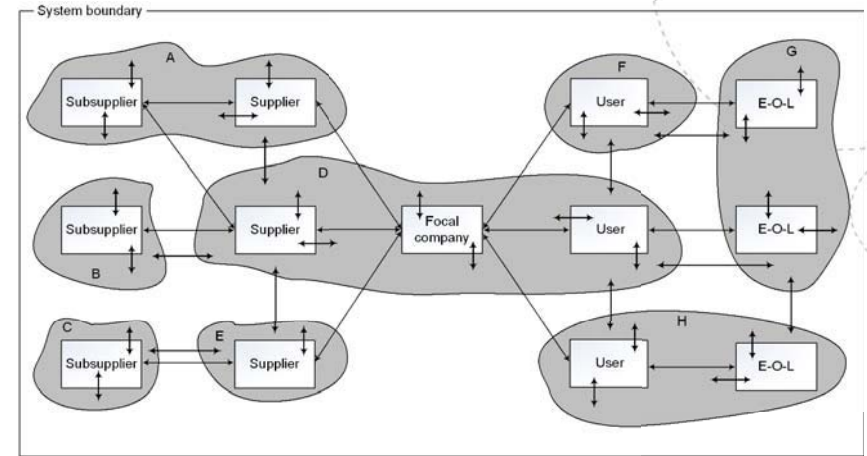 System boundary
A
Subsupplier
Supplier
F
User
G
E-O-L
D
Subsupplier
B
Supplier
Focal
company
User
E-O-L
C
Subsupplier
E
Supplier
H
User
E-O-L